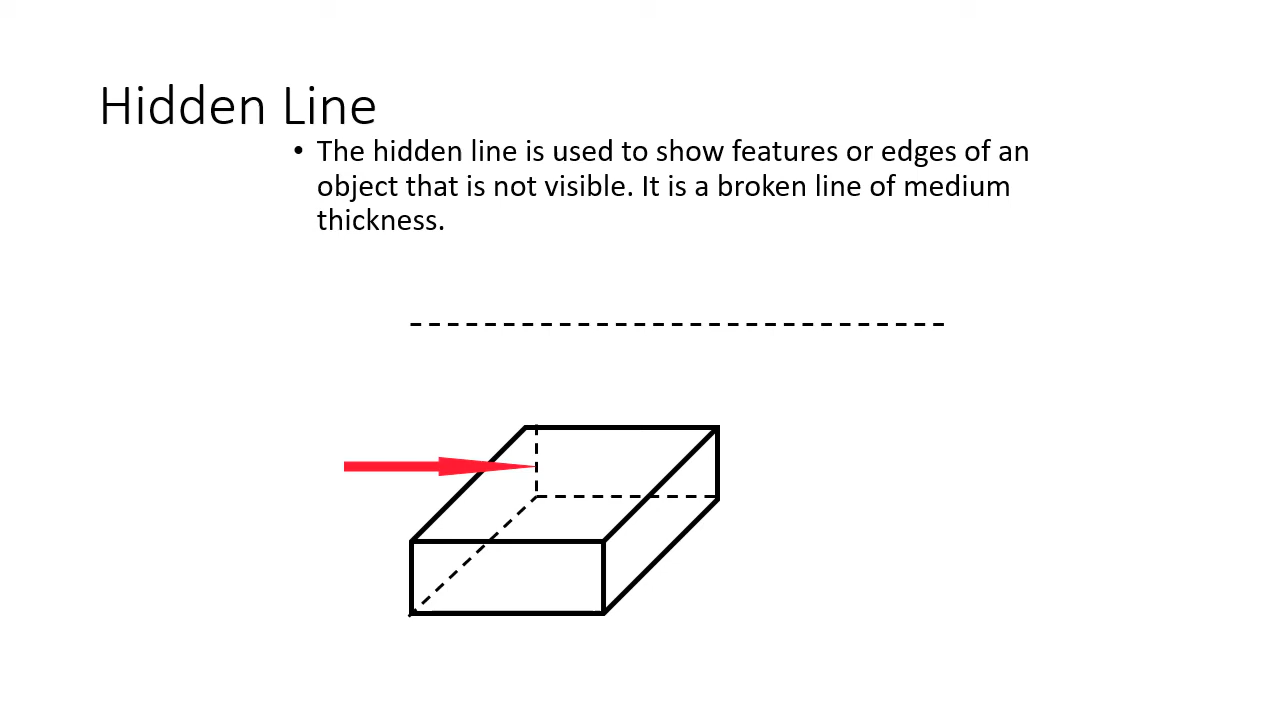 Hidden Line
• The hidden line is used to show features or edges of an
object that is not visible. It is a broken line of medium
thickness.